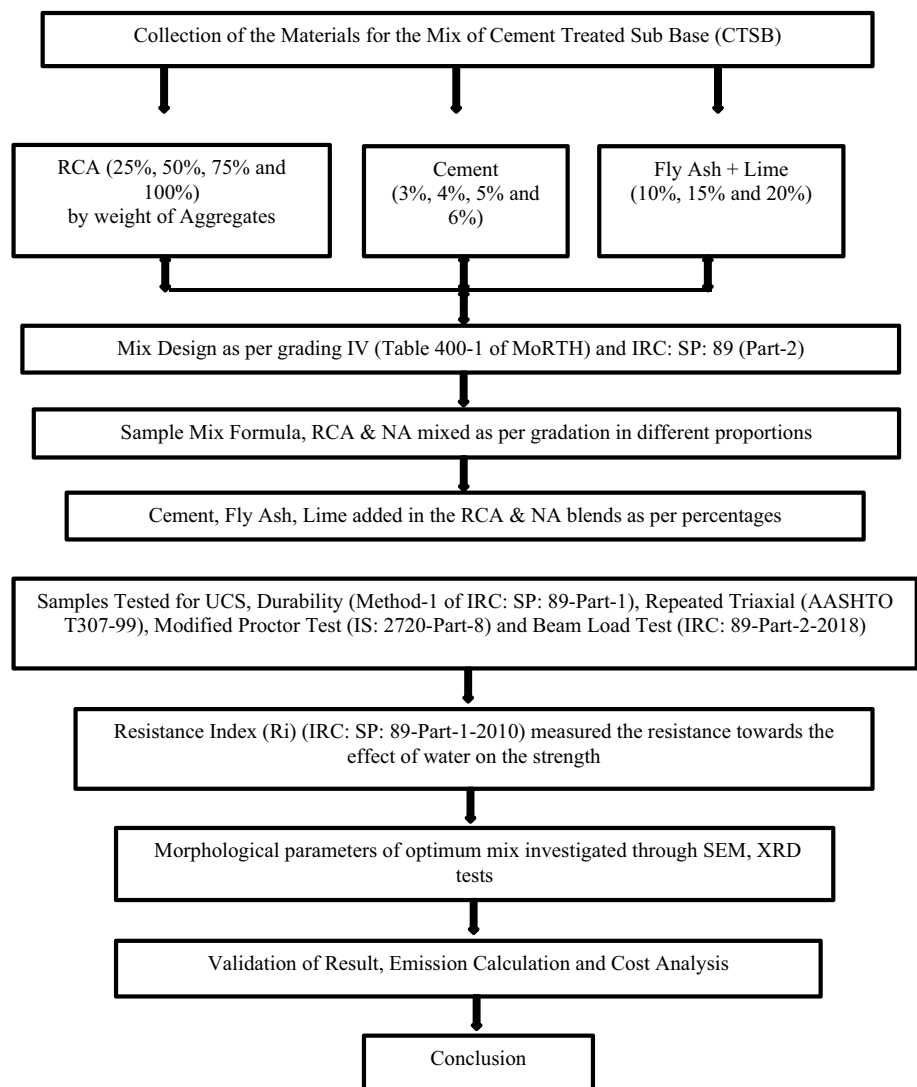 Collection of the Materials for the Mix of Cement Treated Sub Base (CTSB)
RCA (25%, 50%, 75% and
100%)
by weight of Aggregates
Cement
(3%, 4%, 5% and
6%)
Fly Ash + Lime
(10%, 15% and 20%)
Mix Design as per grading IV (Table 400-1 of MoRTH) and IRC: SP: 89 (Part-2)
Sample Mix Formula, RCA & NA mixed as per gradation in different proportions
Cement, Fly Ash, Lime added in the RCA & NA blends as per percentages
Samples Tested for UCS, Durability (Method-1 of IRC: SP: 89-Part-1), Repeated Triaxial (AASHTO
T307-99), Modified Proctor Test (IS: 2720-Part-8) and Beam Load Test (IRC: 89-Part-2-2018)
Resistance Index (Ri) (IRC: SP: 89-Part-1-2010) measured the resistance towards the
effect of water on the strength
Morphological parameters of optimum mix investigated through SEM, XRD
tests
Validation of Result, Emission Calculation and Cost Analysis
Conclusion